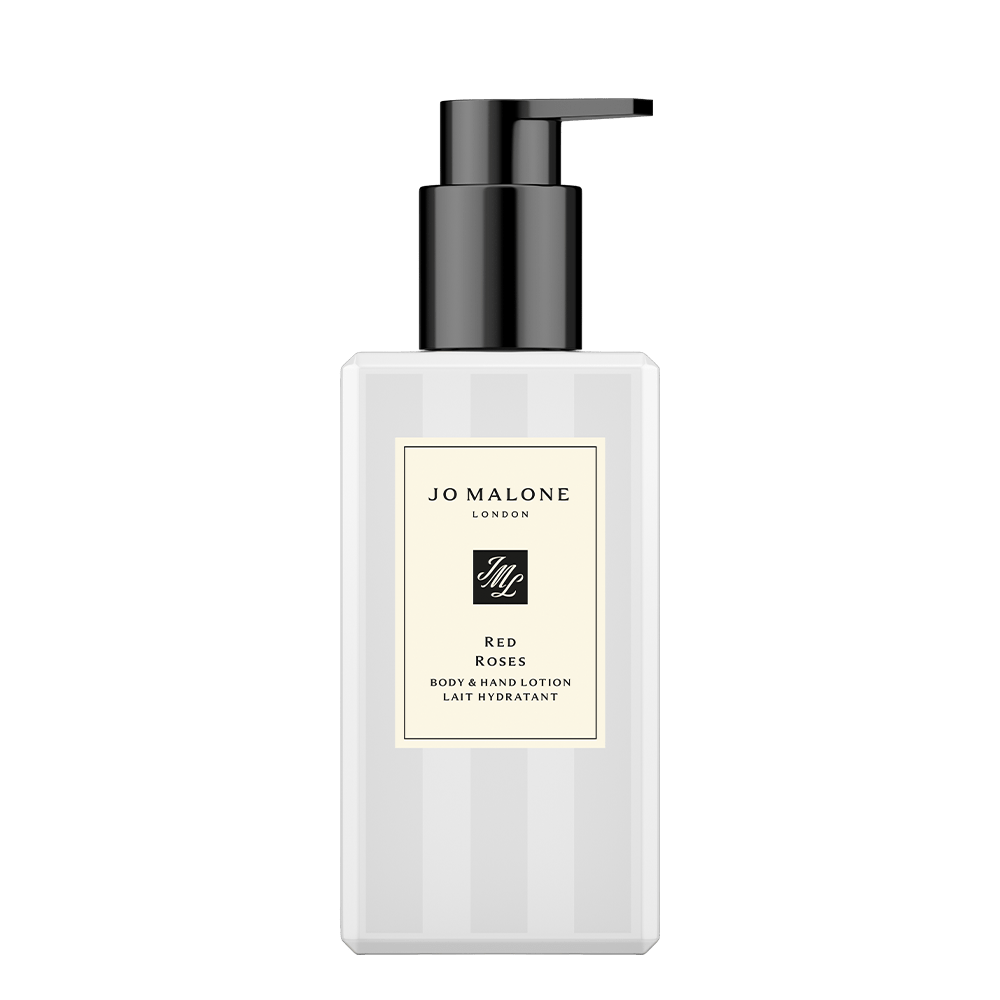 JO MALONE
LONDON
JML
RED
ROSES
BODY & HAND LOTION
LAIT HYDRATANT